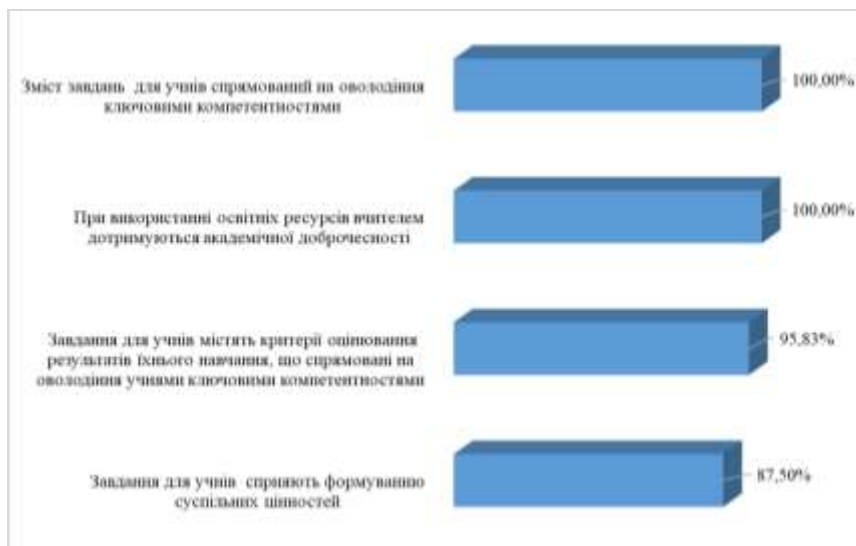 Зміст завдань для учнів спрямований на оволодіння
ключовими компетентностями
100,00%
При використанні освітніх ресурсів вчителем
дотримуються академічної доброчесності
100,00%
Завдання для учнів містять критерії оцінювання
результатів їхнього навчання, що спрямовані на
оволодіння учнями ключовими компетентностями
95,83%
Завдання для учнів сприяють формуванню
суспільних цінностей
87,50%